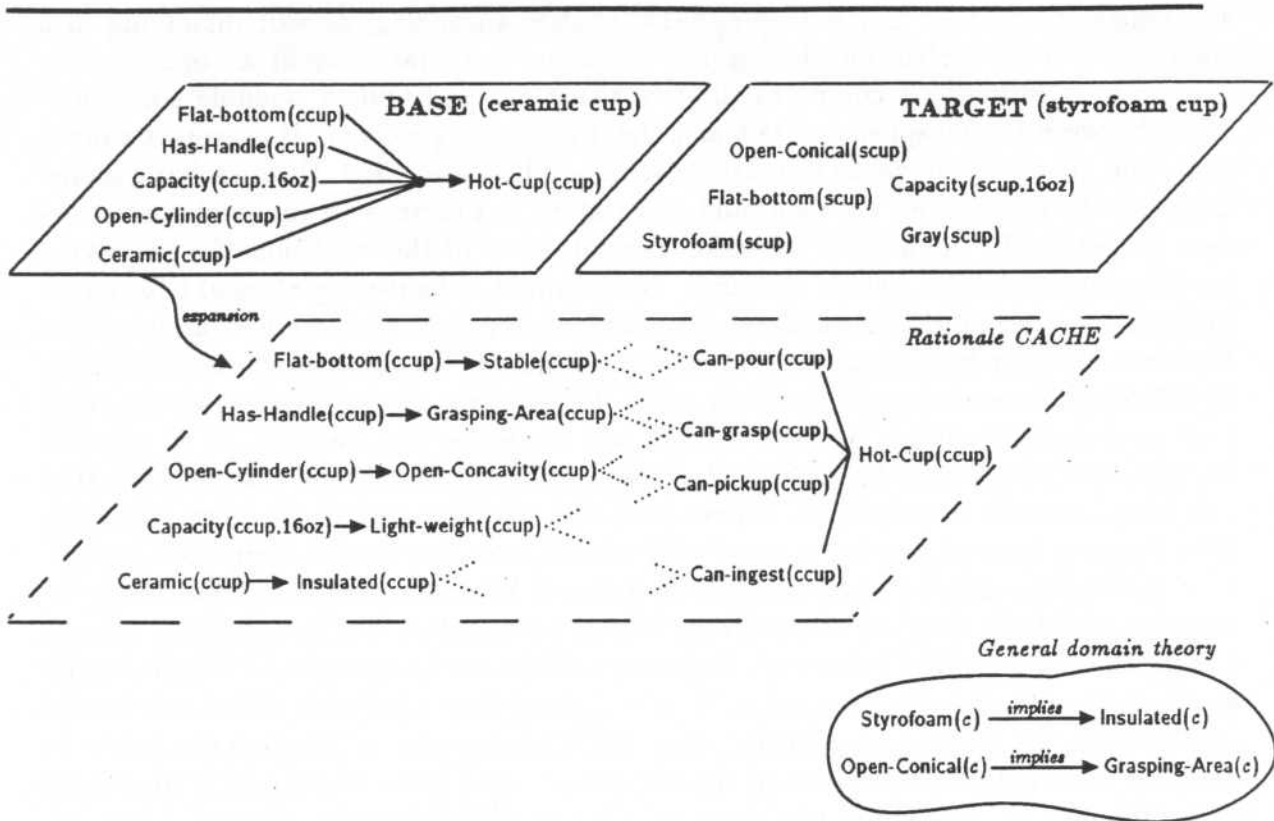 BASE (ceramic cup)
Flat-bottom(ccup)
Has-Handle(ccup)
Capacity(ccup.16oz)
Hot-Cup(ccup)
Open-Cylinder(ccup)
Ceramic(ccup)
TARGET (styrofoam cup)
Open-Conical(scup)
Capacity(scup.16oz)
Flat-bottom(scup)
Styrofoam(scup)
Gray(scup)
expansion
Rationale CACHE
Flat-bottom(ccup) Stable(ccup) Can-pour(ccup)
Has-Handle(ccup) Grasping-Area(ccup) Can-grasp(ccup)
Hot-Cup(ccup)
Open-Cylinder(ccup) Open-Concavity(ccup) Can-pickup(ccup)
Capacity(ccup.16oz) Light-weight(ccup)
Ceramic(ccup) Insulated(ccup) Can-ingest(ccup)
General domain theory
Styrofoam(c) implies Insulated(c)
Open-Conical(c) implies Grasping-Area(c)